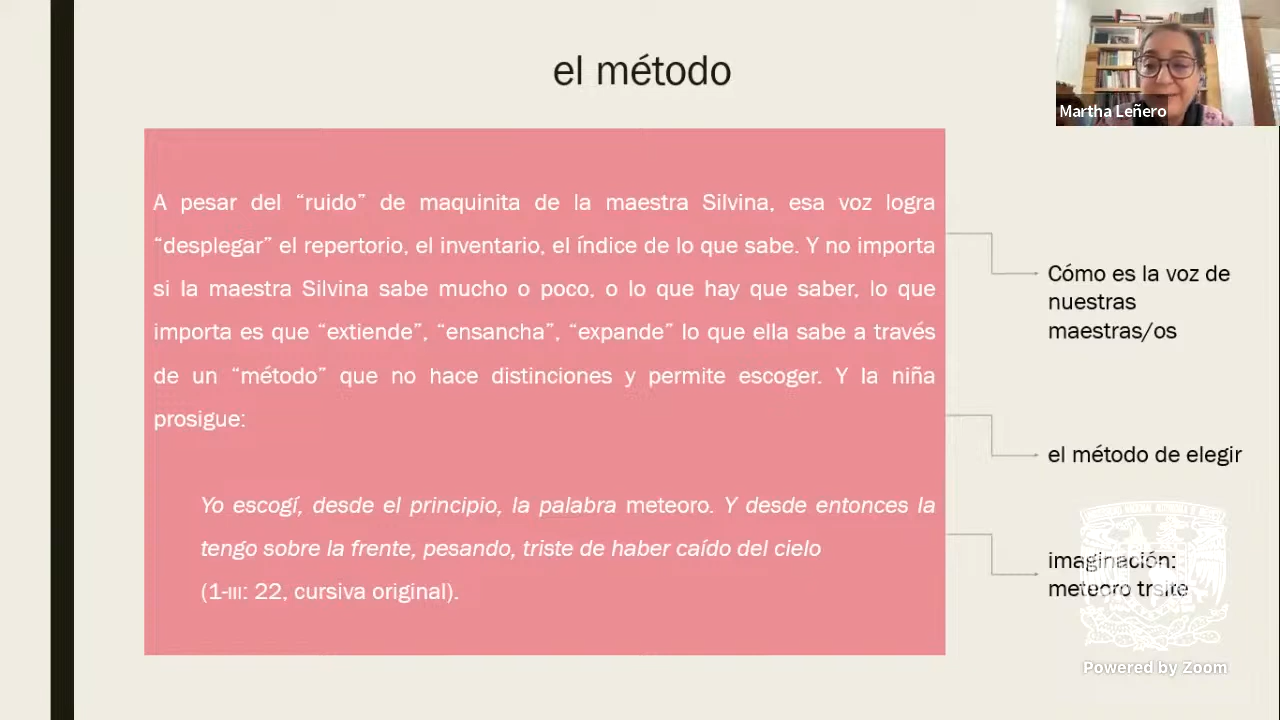 el método
Martha Leñero
A pesar del “ruido” de maquinita de la maestra Silvina, esa voz logra
“desplegar” el repertorio, el inventario, el índice de lo que sabe. Y no importa
si la maestra Silvina sabe mucho o poco, o lo que hay que saber, lo que
importa es que “extiende”, “ensancha”, “expande” lo que ella sabe a través
de un “método” que no hace distinciones y permite escoger. Y la niña
prosigue:
Yo escogí, desde el principio, la palabra meteoro. Y desde entonces la
tengo sobre la frente, pesando, triste de haber caído del cielo
(1-III: 22, cursiva original).
Cómo es la voz de
nuestras
maestras/os
el método de elegir
imaginación:
meteoro trsite
Powered by Zoom